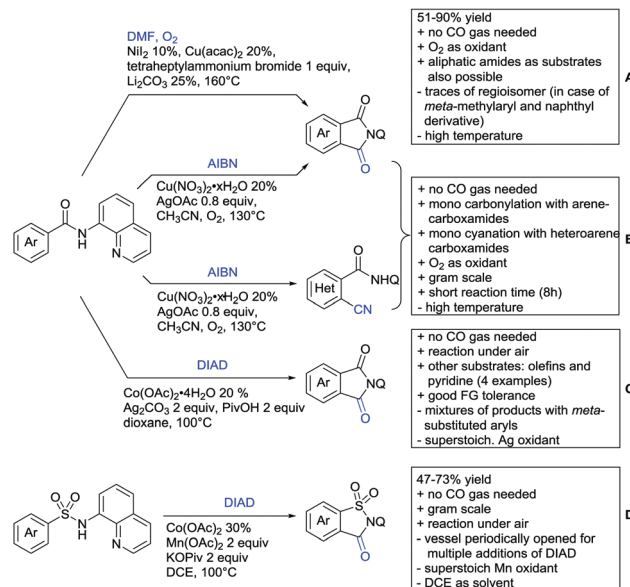 DMF, O2
NiI2 10%, Cu(acac)2 20%,
tetraheptylammonium bromide 1 equiv,
Li2CO3 25%, 160°C
O
Ar
NQ
O
51-90% yield
+ no CO gas needed
+ O2 as oxidant
+ aliphatic amides as substrates
also possible
- traces of regioisomer (in case of
meta-methylaryl and naphthyl
derivative)
- high temperature
AIBN
Cu(NO3)2•xH2O 20%
AgOAc 0.8 equiv,
CH3CN, O2, 130°C
O
Ar
N
H
N
AIBN
Cu(NO3)2•xH2O 20%
AgOAc 0.8 equiv,
CH3CN, O2, 130°C
O
Het
NHQ
CN
+ no CO gas needed
+ mono carbonylation with arene-
carboxamides
+ mono cyanation with heteroarene
carboxamides
+ O2 as oxidant
+ gram scale
+ short reaction time (8h)
- high temperature
DIAD
Co(OAc)2•4H2O 20 %
Ag2CO3 2 equiv, PivOH 2 equiv
dioxane, 100°C
O
Ar
NQ
O
+ no CO gas needed
+ reaction under air
+ other substrates: olefins and
pyridine (4 examples)
+ good FG tolerance
- mixtures of products with meta-
substituted aryls
- superstoich. Ag oxidant
O O
S
Ar
N
H
N
DIAD
Co(OAc)2 30%
Mn(OAc)2 2 equiv
KOPiv 2 equiv
DCE, 100°C
O O
S
Ar
NQ
O
47-73% yield
+ no CO gas needed
+ gram scale
+ reaction under air
- vessel periodically opened for
multiple additions of DIAD
- superstoich Mn oxidant
- DCE as solvent